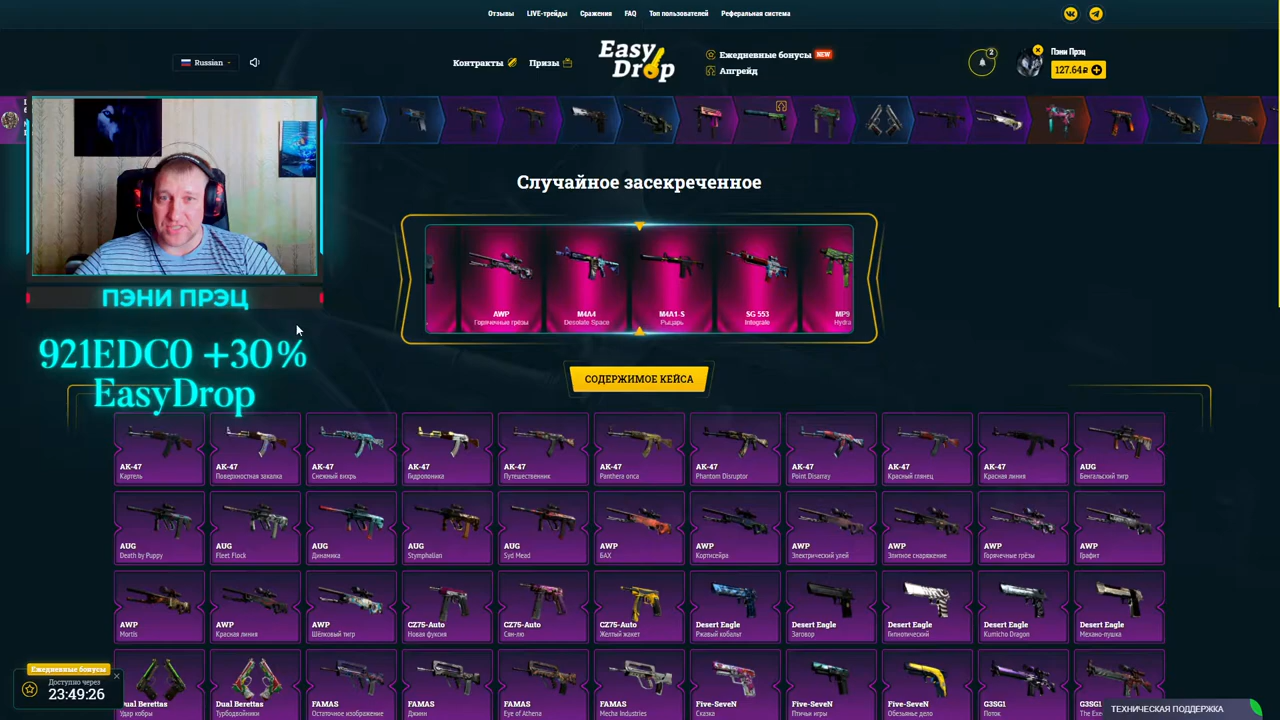 Отзывы LIVE-трейды Сражения FAQ Топ пользователей Реферальная система
Russian
Контракты
Призы
Easy Drop
Ежедневные бонусы NEW
Апгрейд
2
Пэни Прэц
127.64₽
ПЭНИ ПРЭЦ
921EDCO +30%
EasyDrop
Случайное засекреченное
AWP M4A4 M4A1-S SG 553 MP9
Горячечные грёзы Desolate Space Рыцарь Integrale Hydra
СОДЕРЖИМОЕ КЕЙСА
AK-47 AK-47 AK-47 AK-47 AK-47 AK-47 AK-47 AK-47 AK-47 AK-47 AUG
Картель Поверхностная закалка Снежный вихрь Гидропоника Путешественник Panthera onca Phantom Disruptor Point Disarray Красный глянец Красная линия Бенгальский тигр
AUG AUG AUG AUG AUG AWP AWP AWP AWP AWP AWP
Death by Puppy Fleet Flock Динамика Stymphalian Syd Mead БАХ Кортисейра Электрический улей Элитное снаряжение Горячечные грёзы Графит
AWP AWP AWP CZ75-Auto CZ75-Auto CZ75-Auto Desert Eagle Desert Eagle Desert Eagle Desert Eagle Desert Eagle
Mortis Красная линия Шёлковый тигр Новая фуксия Сян-лю Желтый жакет Ржавый кобальт Заговор Гипнотический Kumicho Dragon Механо-пушка
Dual Berettas Dual Berettas FAMAS FAMAS FAMAS FAMAS Five-SeveN Five-SeveN Five-SeveN G3SG1 G3SG1
Удар кобры Турбодвойники Остаточное изображение Джинн Eye of Athena Mecha Industries Сказка Птичьи игры Обезьянье дело Поток The Exe
Ежедневные бонусы
Доступно через
23:49:26
ТЕХНИЧЕСКАЯ ПОДДЕРЖКА